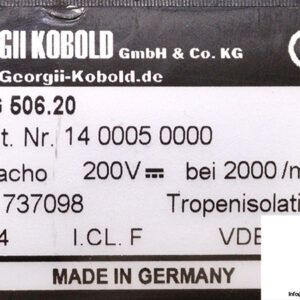 GII KOBOLD GmbH & Co. KG
Georgii-Kobold.de
506.20
t. Nr. 14 0005 0000
acho 200V⎓ bei 2000/m
737098 Tropenisolati
4 I.CL. F VDE
MADE IN GERMANY